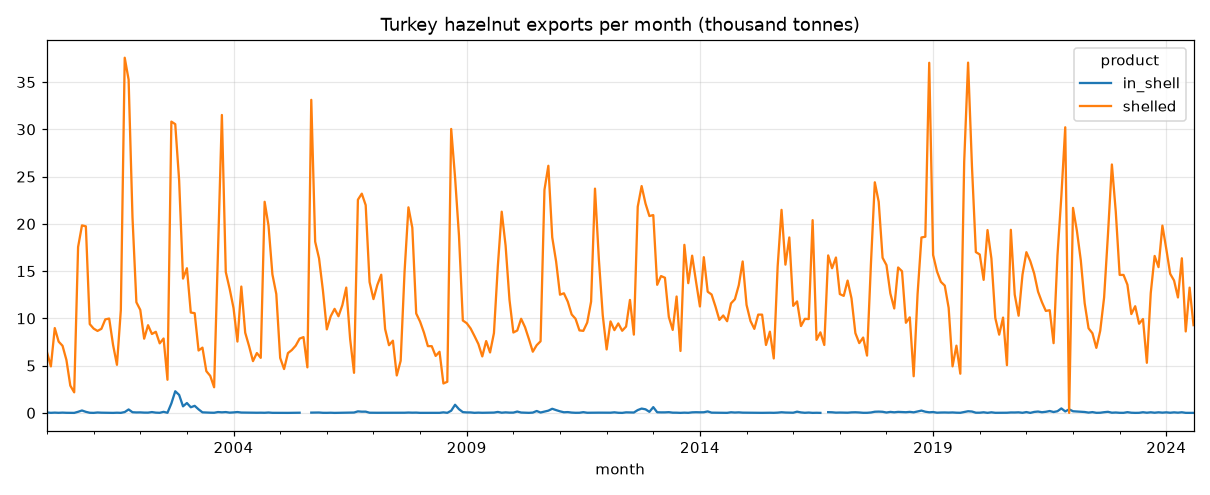 Turkey hazelnut exports per month (thousand tonnes)
product
in_shell
shelled
35
30
25
20
15
10
5
0
2004
2009
2014
2019
2024
month